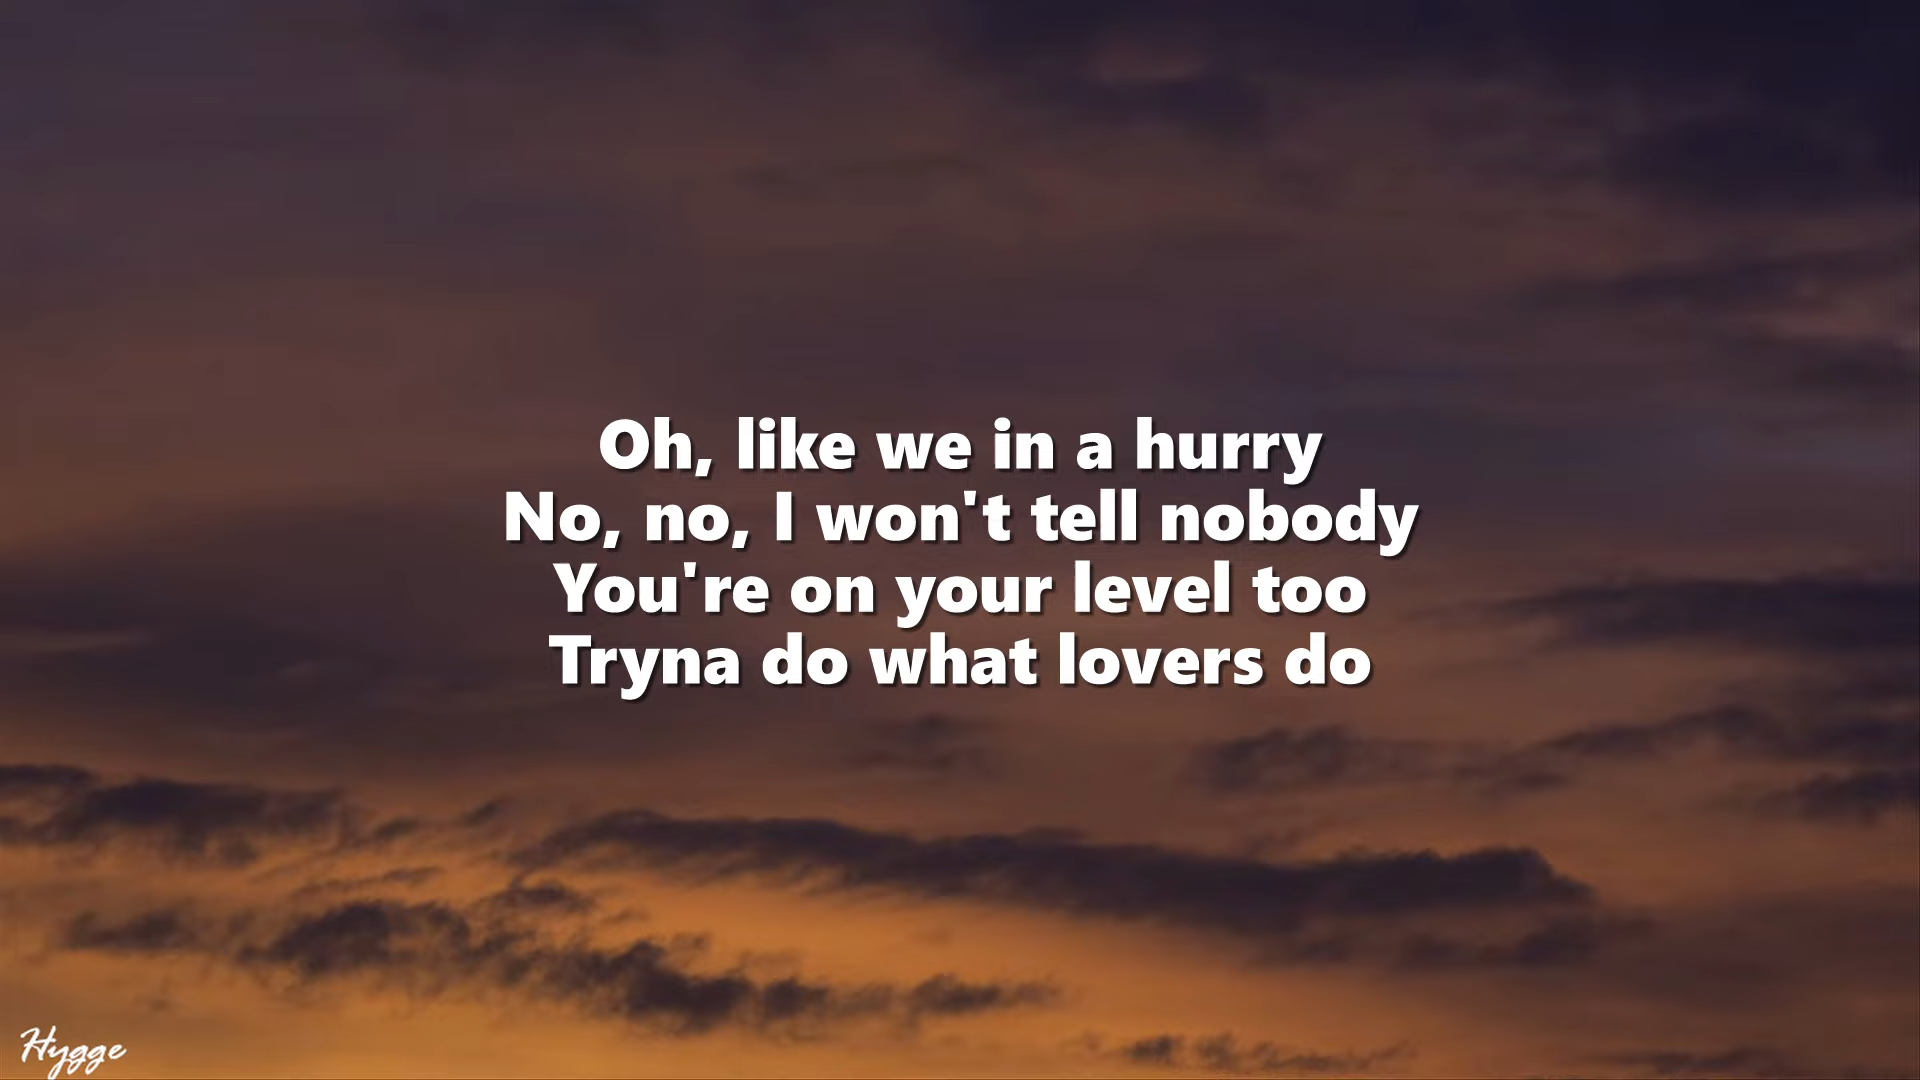 Oh, like we in a hurry
No, no, I won't tell nobody
You're on your level too
Tryna do what lovers do
Hygge